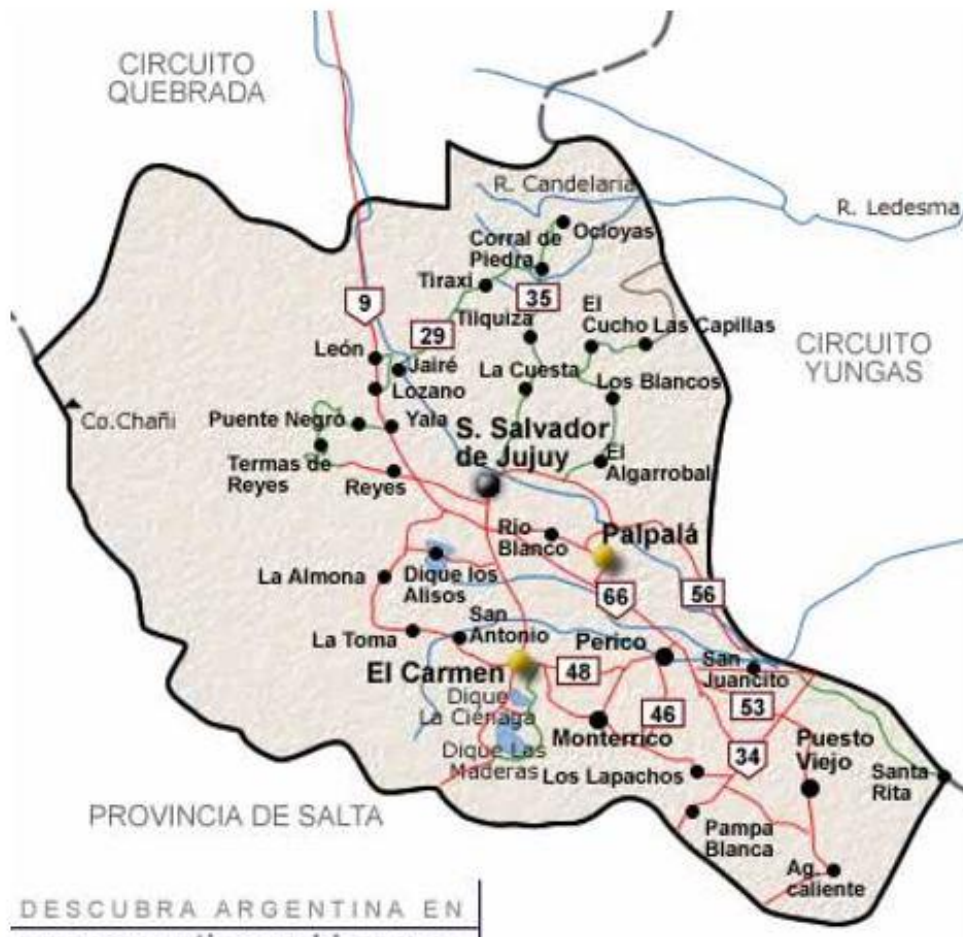 CIRCUITO
QUEBRADA
R. Candelaria
R. Ledesma
Ocloyas
Corral de
Piedra
Tiraxi
9
35
Tilquiza
El
Cucho
Las Capillas
29
León
Jairé
CIRCUITO
YUNGAS
La Cuesta
Los Blancos
Lozano
Co.Chañi
Puente Negro
Yala
S. Salvador
de Jujuy
Termas de
Reyes
Reyes
El
Algarrobal
Rio
Blanco
Palpalá
La Almona
Dique los
Alisos
66
56
La Toma
San
Antonio
Perico
El Carmen
48
San
Juancito
Dique
La Ciénaga
46
53
Monterrico
Puesto
Viejo
Dique Las
Maderas
34
Los Lapachos
Santa
Rita
PROVINCIA DE SALTA
Pampa
Blanca
Ag.
caliente
DESCUBRA ARGENTINA EN